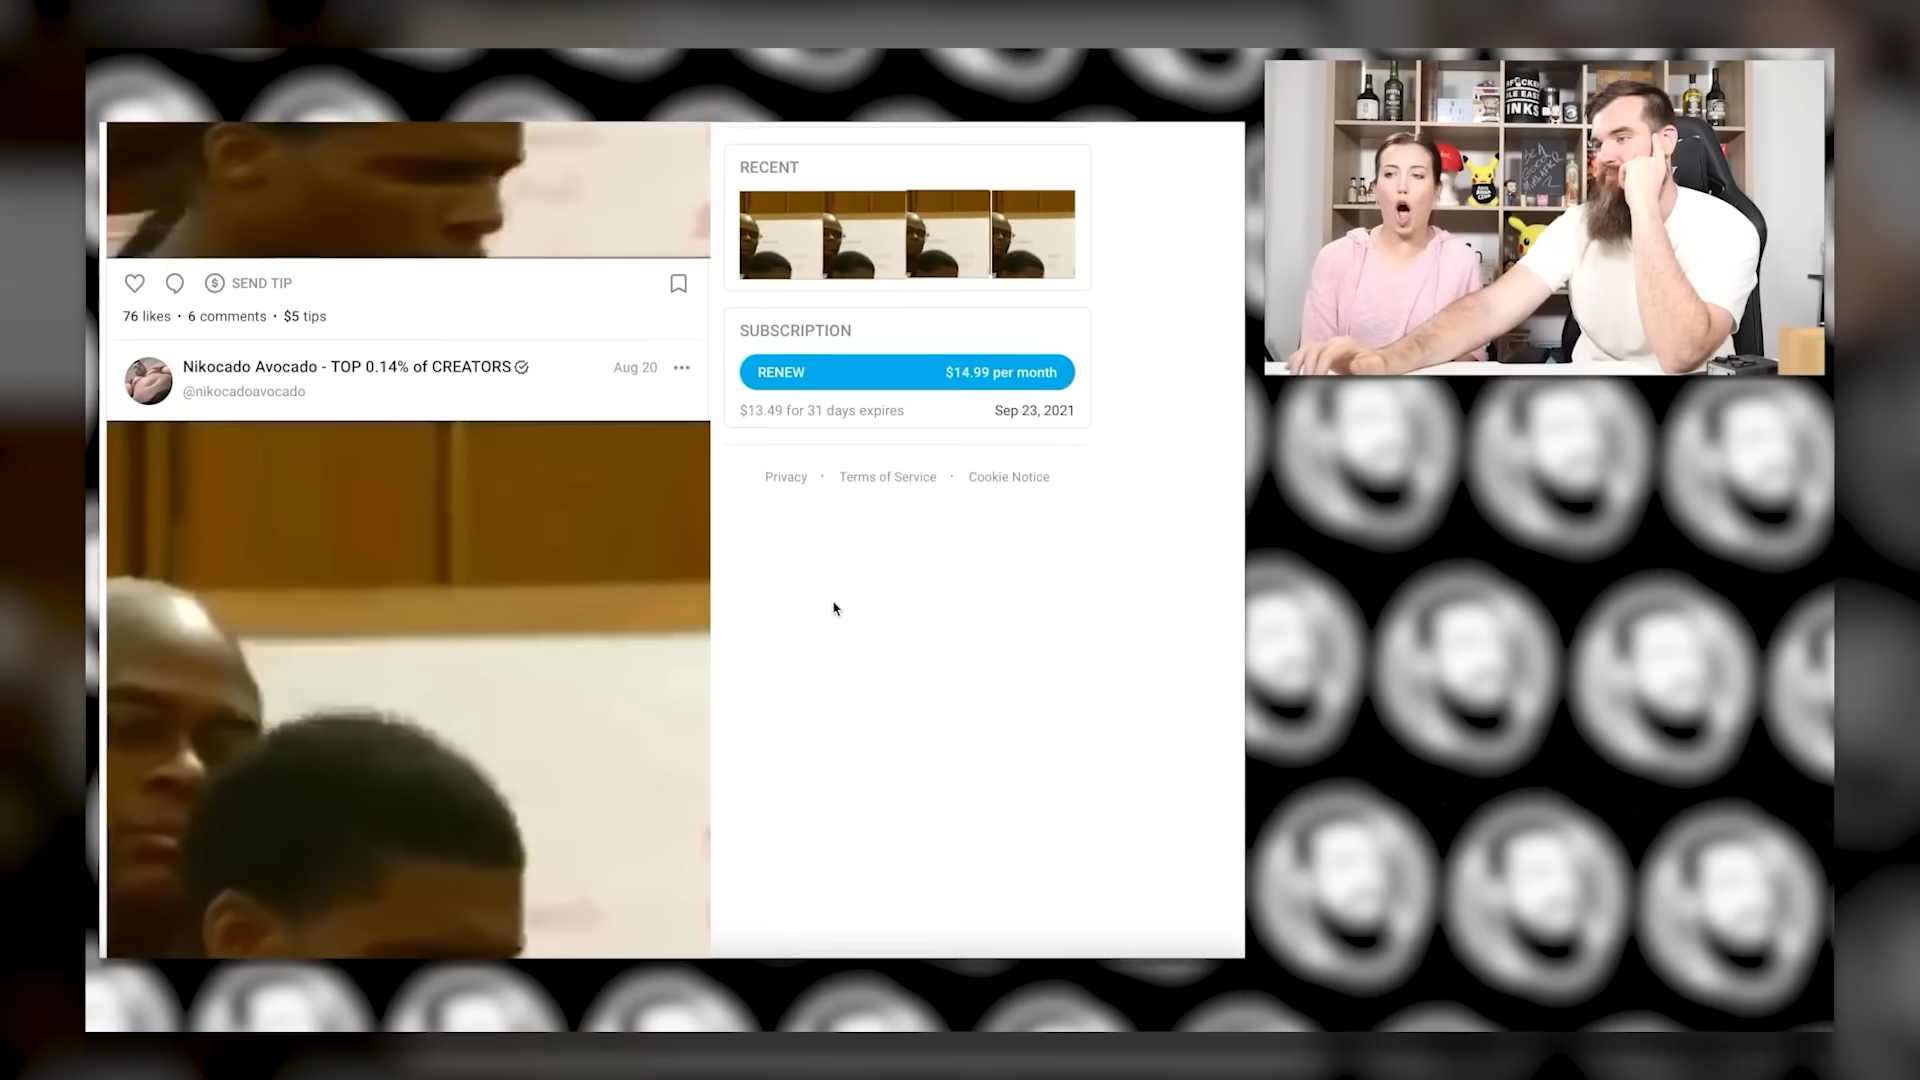 RECENT
SEND TIP
76 likes • 6 comments • $5 tips
SUBSCRIPTION
RENEW $14.99 per month
Nikocado Avocado - TOP 0.14% of CREATORS
Aug 20
@nikocadoavocado
$13.49 for 31 days expires Sep 23, 2021
Privacy • Terms of Service • Cookie Notice
INKS